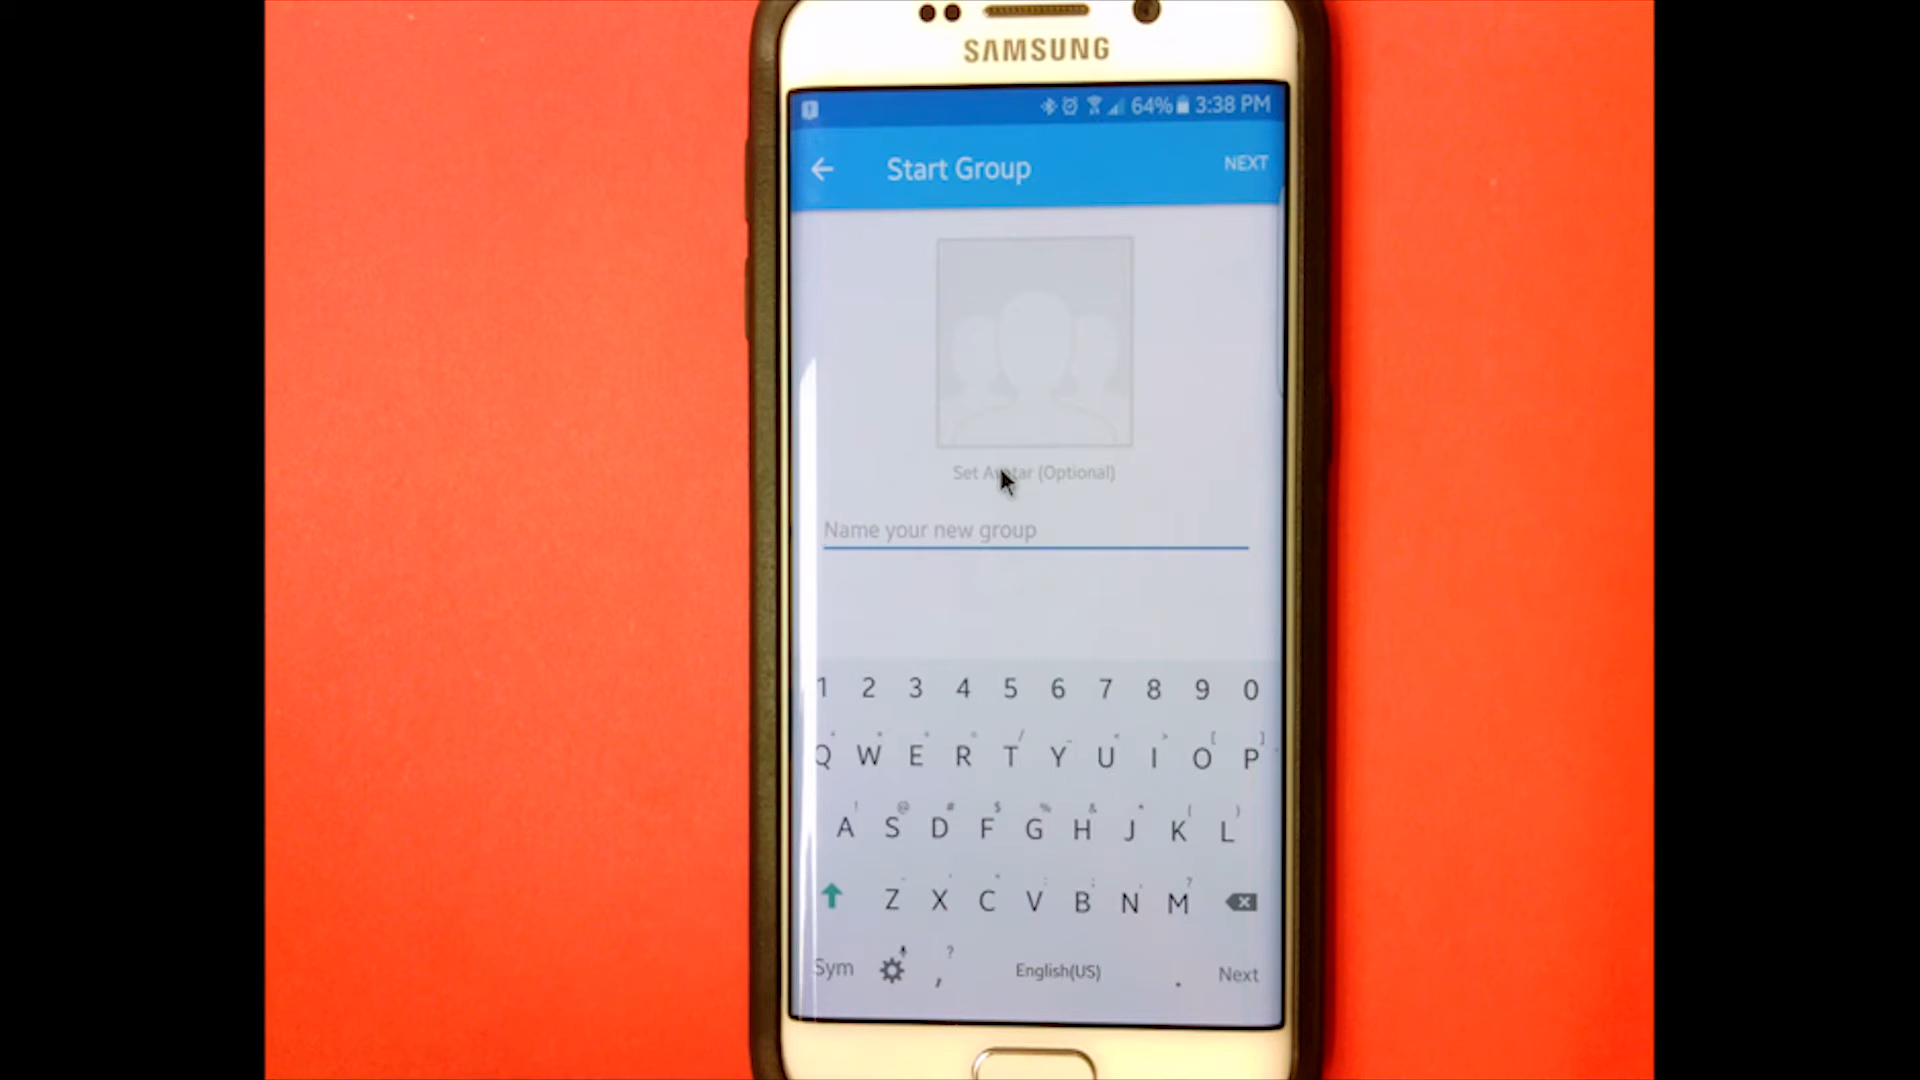 SAMSUNG
64% 3:38 PM
Start Group
NEXT
Set Avatar (Optional)
Name your new group
1 2 3 4 5 6 7 8 9 0
Q W E R T Y U I O P
A S D F G H J K L
Z X C V B N M
Sym , English(US) . Next